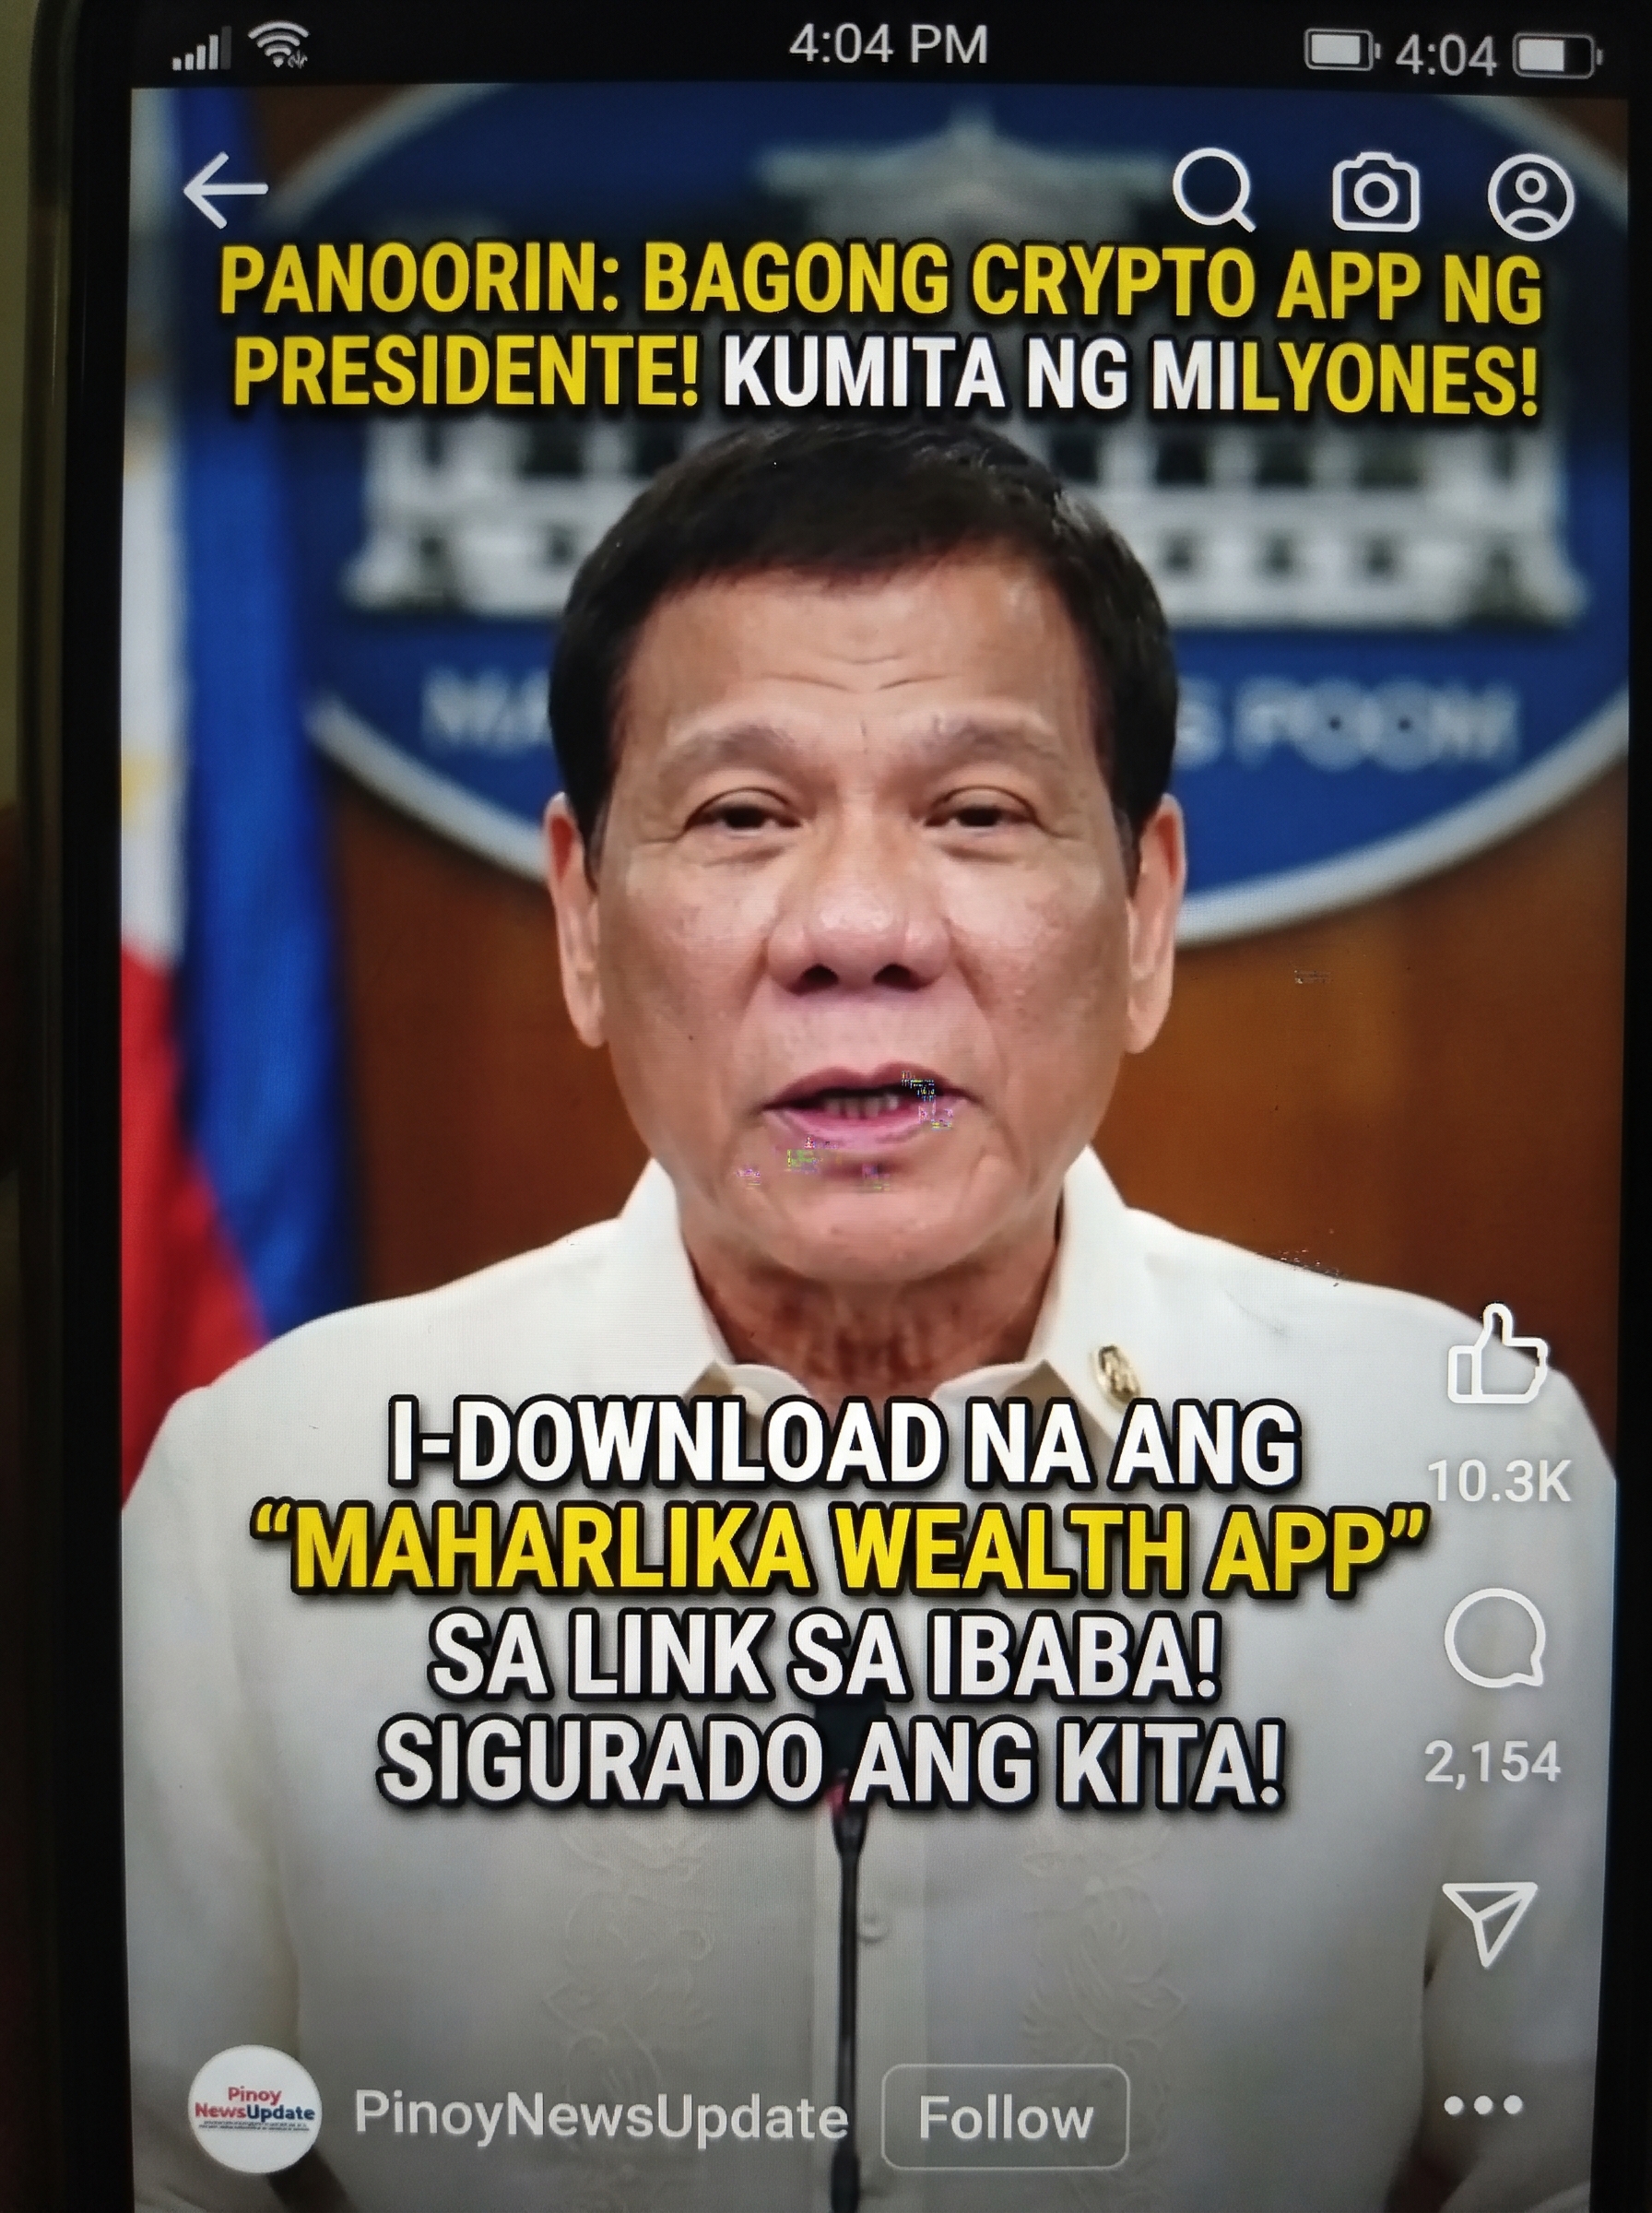 4:04 PM
4:04
PANOORIN: BAGONG CRYPTO APP NG
PRESIDENTE! KUMITA NG MILYONES!
I-DOWNLOAD NA ANG
“MAHARLIKA WEALTH APP”
SA LINK SA IBABA!
SIGURADO ANG KITA!
10.3K
2,154
Pinoy
NewsUpdate
PinoyNewsUpdate
Follow